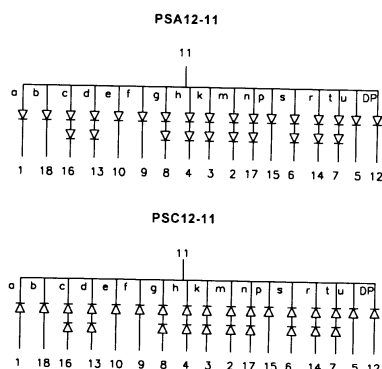 PSA12-11
11
a b c d e f g h k m n p s r t u DP
1 18 16 13 10 9 8 4 3 2 17 15 6 14 7 5 12
PSC12-11
11
a b c d e f g h k m n p s r t u DP
1 18 16 13 10 9 8 4 3 2 17 15 6 14 7 5 12